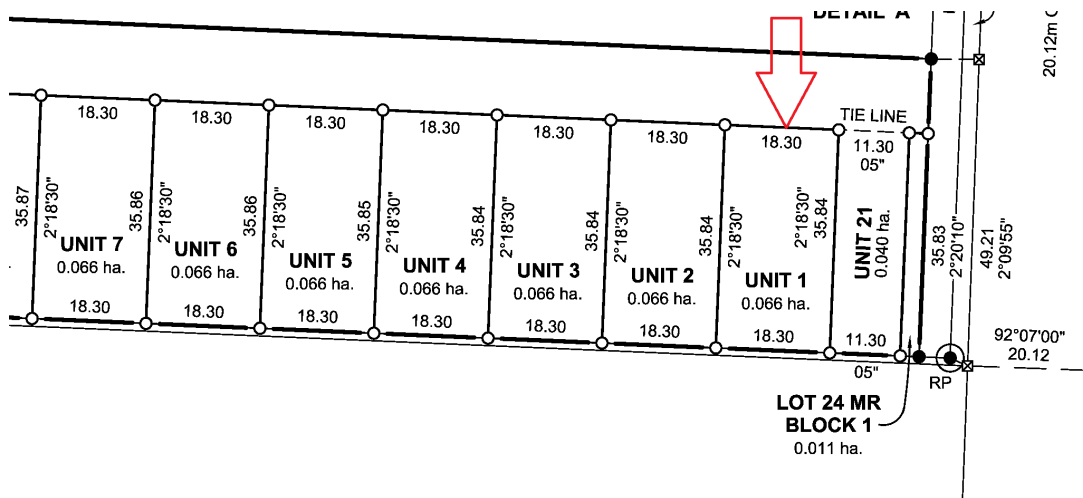 DETAIL A
20.12m
TIE LINE
18.30 18.30 18.30 18.30 18.30 18.30 18.30 11.30
05"
35.87 2°18'30" 35.86 2°18'30" 35.86 2°18'30" 35.85 2°18'30" 35.84 2°18'30" 35.84 2°18'30" 35.84 2°18'30" 2°18'30" 35.84
UNIT 7
0.066 ha.
UNIT 6
0.066 ha.
UNIT 5
0.066 ha.
UNIT 4
0.066 ha.
UNIT 3
0.066 ha.
UNIT 2
0.066 ha.
UNIT 1
0.066 ha.
UNIT 21
0.040 ha.
35.83
2°20'10"
49.21
2°09'55"
18.30 18.30 18.30 18.30 18.30 18.30 18.30 11.30
05"
92°07'00"
20.12
RP
LOT 24 MR
BLOCK 1
0.011 ha.